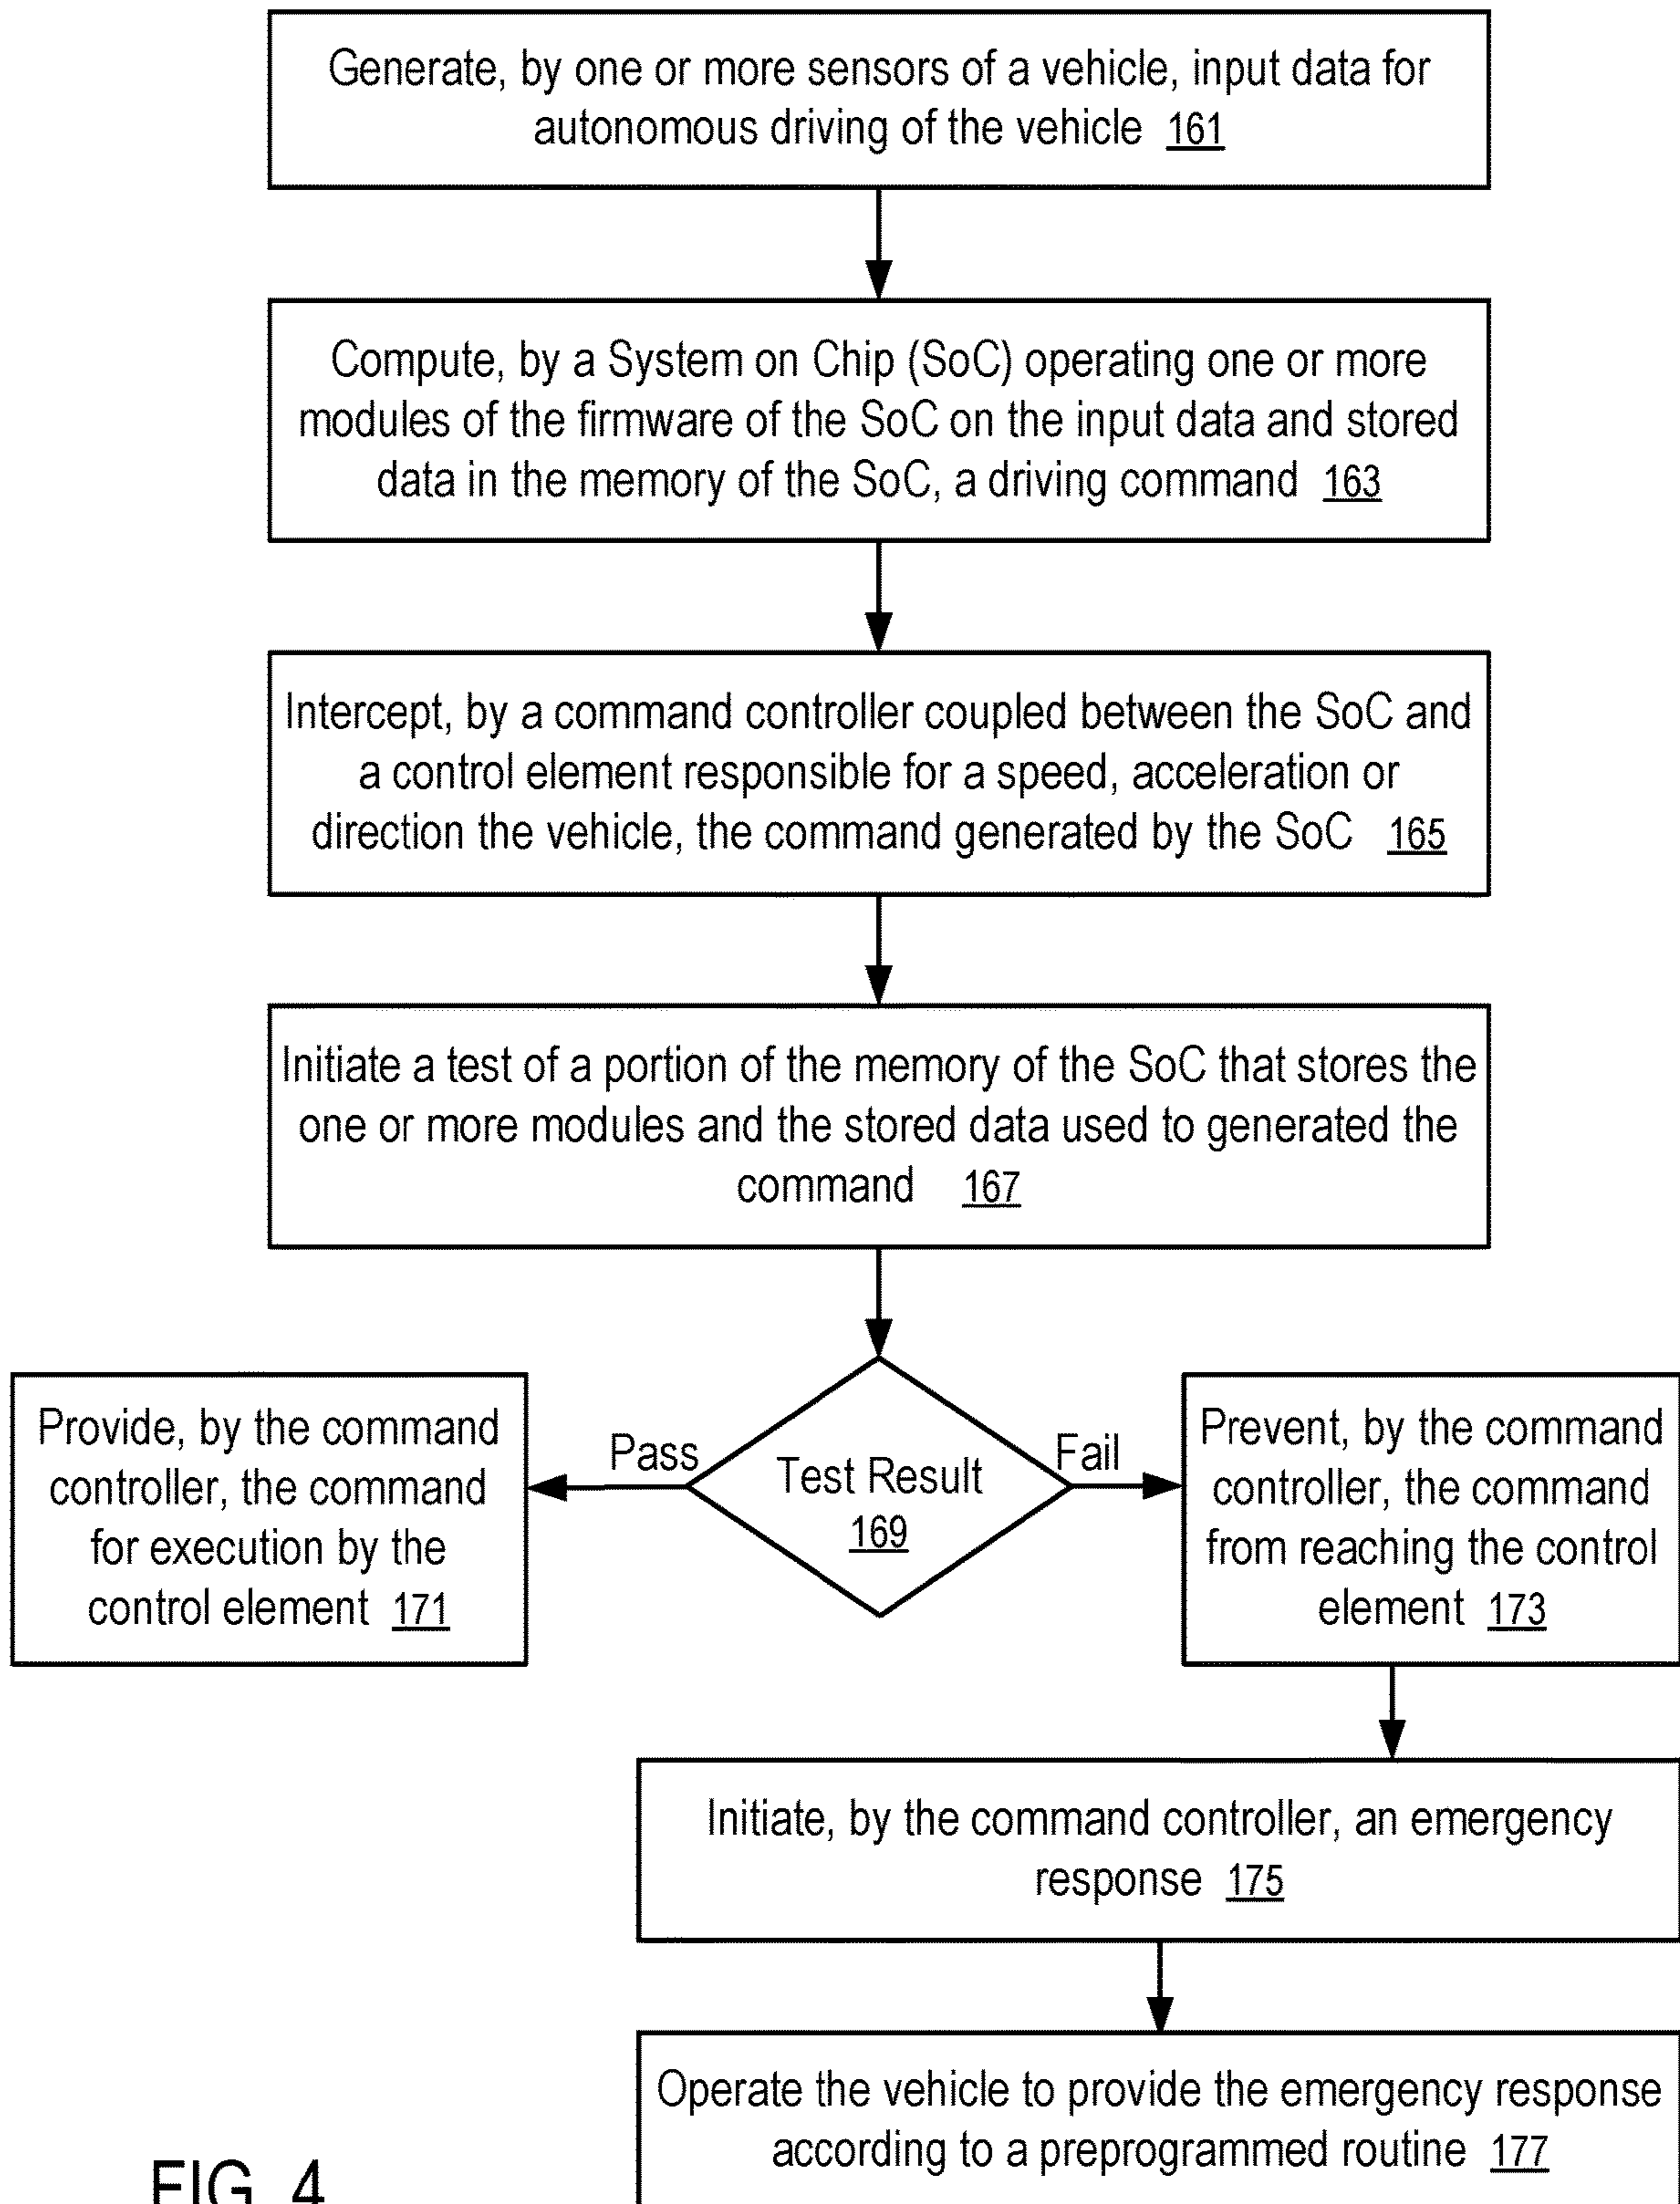 Generate, by one or more sensors of a vehicle, input data for
autonomous driving of the vehicle 161
Compute, by a System on Chip (SoC) operating one or more
modules of the firmware of the SoC on the input data and stored
data in the memory of the SoC, a driving command 163
Intercept, by a command controller coupled between the SoC and
a control element responsible for a speed, acceleration or
direction the vehicle, the command generated by the SoC 165
Initiate a test of a portion of the memory of the SoC that stores the
one or more modules and the stored data used to generated the
command 167
Test Result
169
Pass
Provide, by the command
controller, the command
for execution by the
control element 171
Fail
Prevent, by the command
controller, the command
from reaching the control
element 173
Initiate, by the command controller, an emergency
response 175
Operate the vehicle to provide the emergency response
according to a preprogrammed routine 177
FIG. 4